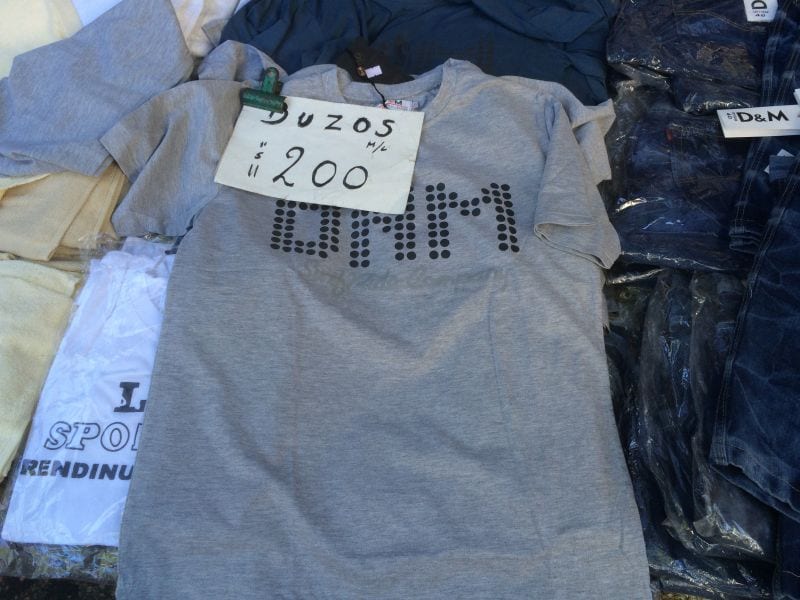 BUZOS
M/L
"S" 200
DMM
D&M
L
SPO
RENDINU